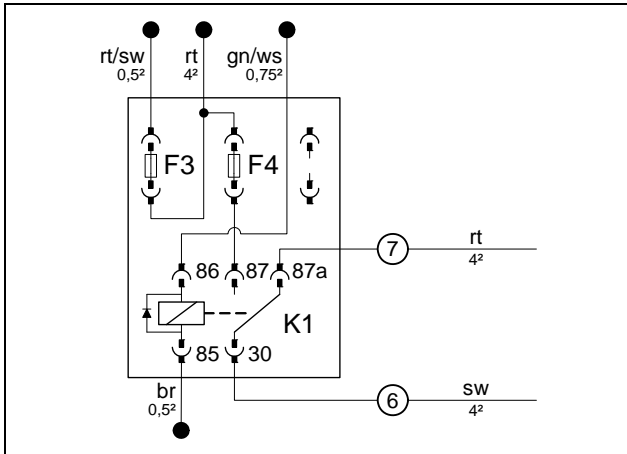 rt/sw rt gn/ws
0,5² 4² 0,75²
F3 F4
7 rt
4²
86 87 87a
K1
85 30
br
0,5²
6 sw
4²